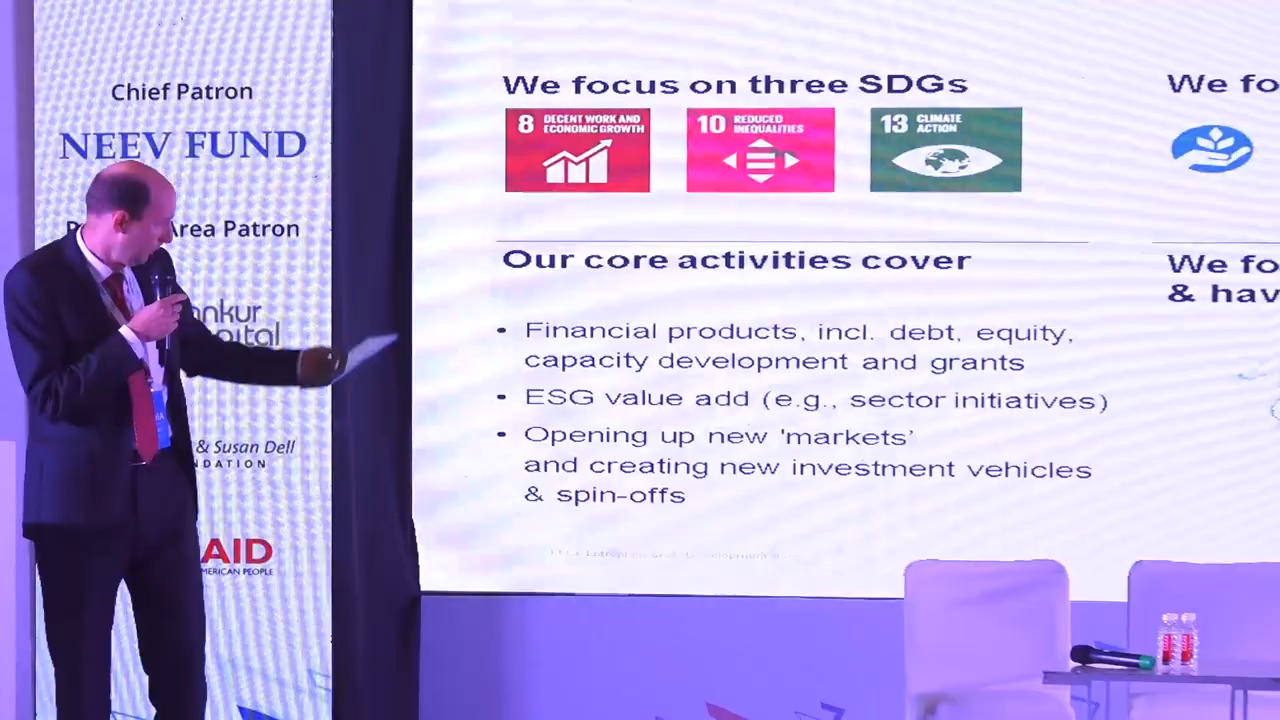 Chief Patron
NEEV FUND
Area Patron
ankur
& Susan Dell
NDATION
AID
MERICAN PEOPLE
We focus on three SDGs
8 DECENT WORK AND
ECONOMIC GROWTH
10 REDUCED
INEQUALITIES
13 CLIMATE
ACTION
Our core activities cover
• Financial products, incl. debt, equity,
capacity development and grants
• ESG value add (e.g., sector initiatives)
• Opening up new 'markets’
and creating new investment vehicles
& spin-offs
We fo
We fo
& hav